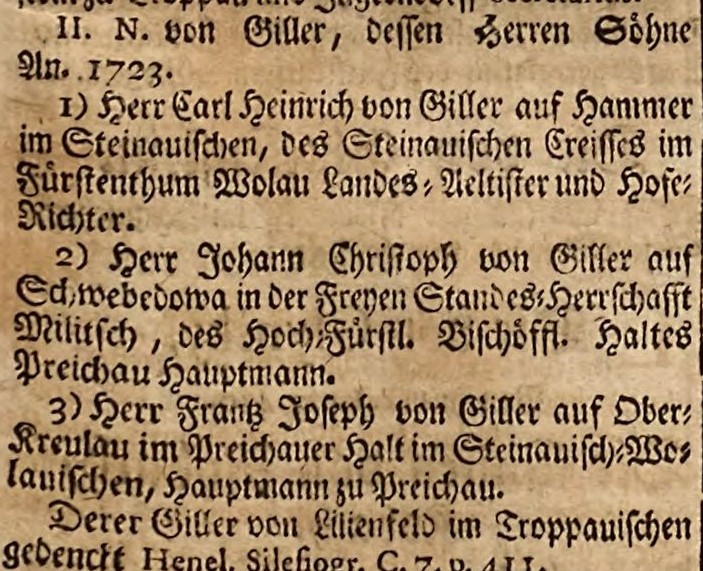 II. N. von Giller, dessen Herren Söhne
An. 1723.
1) Herr Carl Heinrich von Giller auf Hammer
im Steinauischen, des Steinauischen Creisses im
Fürstenthum Wolau Landes-Aeltister und Hofe-
Richter.
2) Herr Johann Christoph von Giller auf
Schwebedowa in der Freyen Standes-Herrschafft
Militsch, des Hoch-Fürstl. Bischöffl. Haltes
Preichau Hauptmann.
3) Herr Frantz Joseph von Giller auf Ober-
Kreulau im Preichauer Halt im Steinauisch-Wo-
lauischen, Hauptmann zu Preichau.
Derer Giller von Lilienfeld im Troppauischen
gedenckt Henel. Silesiogr. C. 7. p. 411.